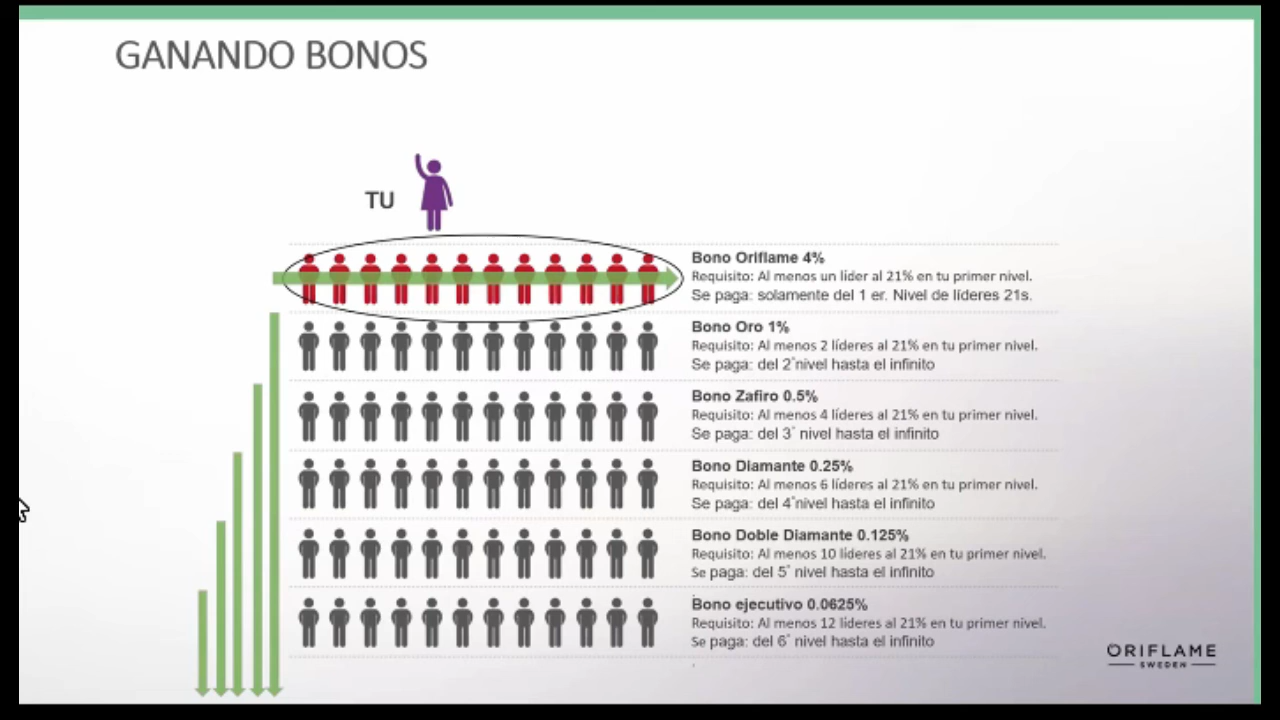 GANANDO BONOS
TU
Bono Oriflame 4%
Requisito: Al menos un líder al 21% en tu primer nivel.
Se paga: solamente del 1 er. Nivel de líderes 21s.
Bono Oro 1%
Requisito: Al menos 2 líderes al 21% en tu primer nivel.
Se paga: del 2°nivel hasta el infinito
Bono Zafiro 0.5%
Requisito: Al menos 4 líderes al 21% en tu primer nivel.
Se paga: del 3° nivel hasta el infinito
Bono Diamante 0.25%
Requisito: Al menos 6 líderes al 21% en tu primer nivel.
Se paga: del 4°nivel hasta el infinito
Bono Doble Diamante 0.125%
Requisito: Al menos 10 líderes al 21% en tu primer nivel.
Se paga: del 5° nivel hasta el infinito
Bono ejecutivo 0.0625%
Requisito: Al menos 12 líderes al 21% en tu primer nivel.
Se paga: del 6° nivel hasta el infinito
ORIFLAME
SWEDEN